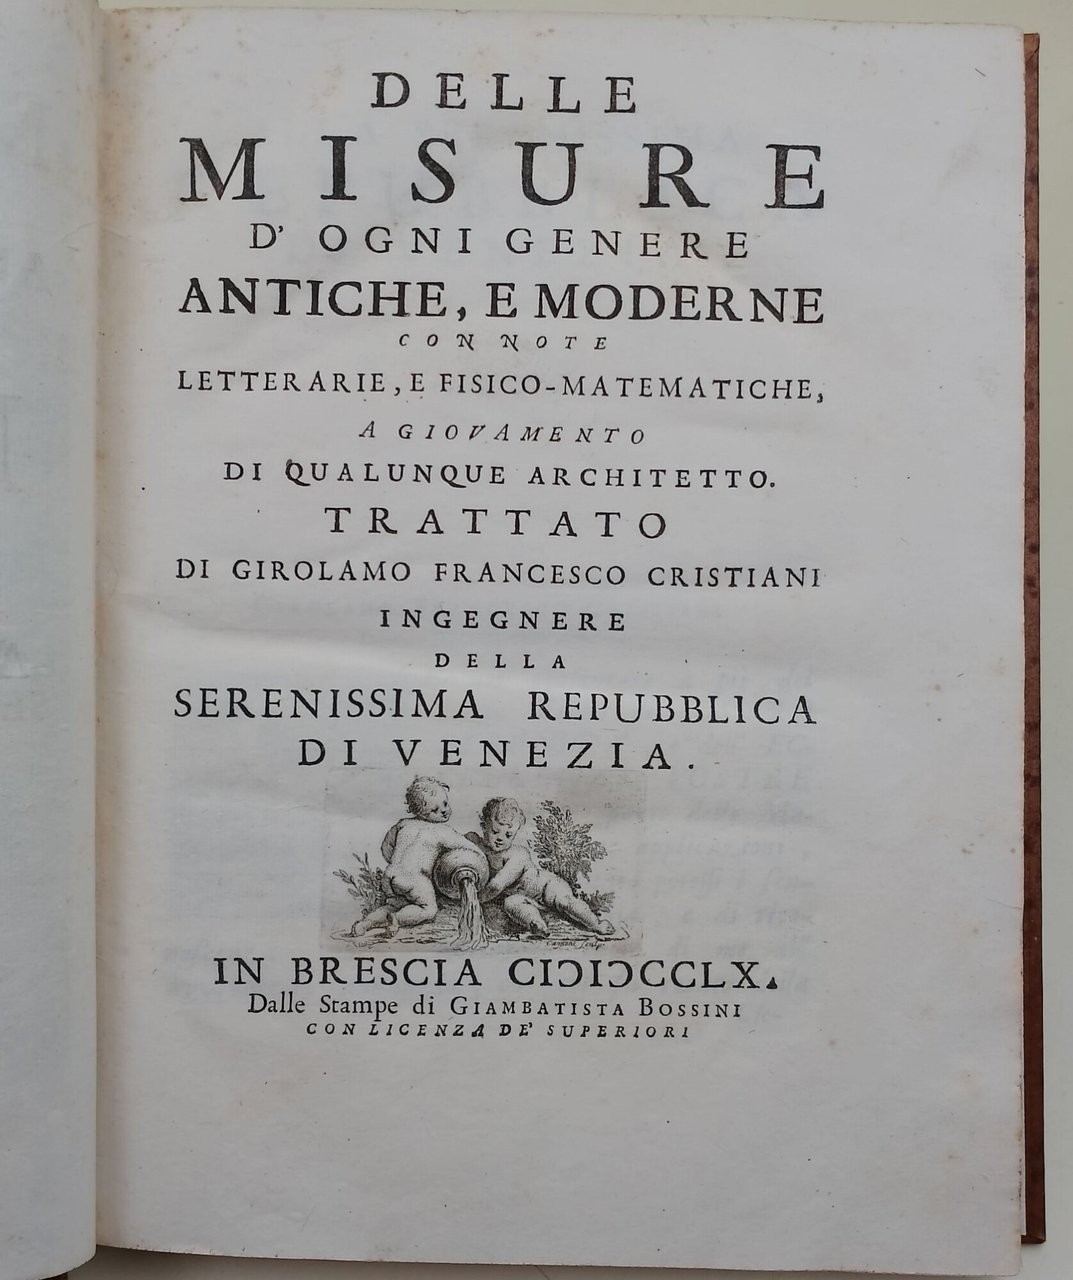 DELLE
MISURE
D' OGNI GENERE
ANTICHE, E MODERNE
CON NOTE
LETTERARIE, E FISICO-MATEMATICHE,
A GIOVAMENTO
DI QUALUNQUE ARCHITETTO.
TRATTATO
DI GIROLAMO FRANCESCO CRISTIANI
INGEGNERE
DELLA
SERENISSIMA REPUBBLICA
DI VENEZIA.
IN BRESCIA CIƆIƆCCLX.
Dalle Stampe di GIAMBATISTA BOSSINI
CON LICENZA DE' SUPERIORI